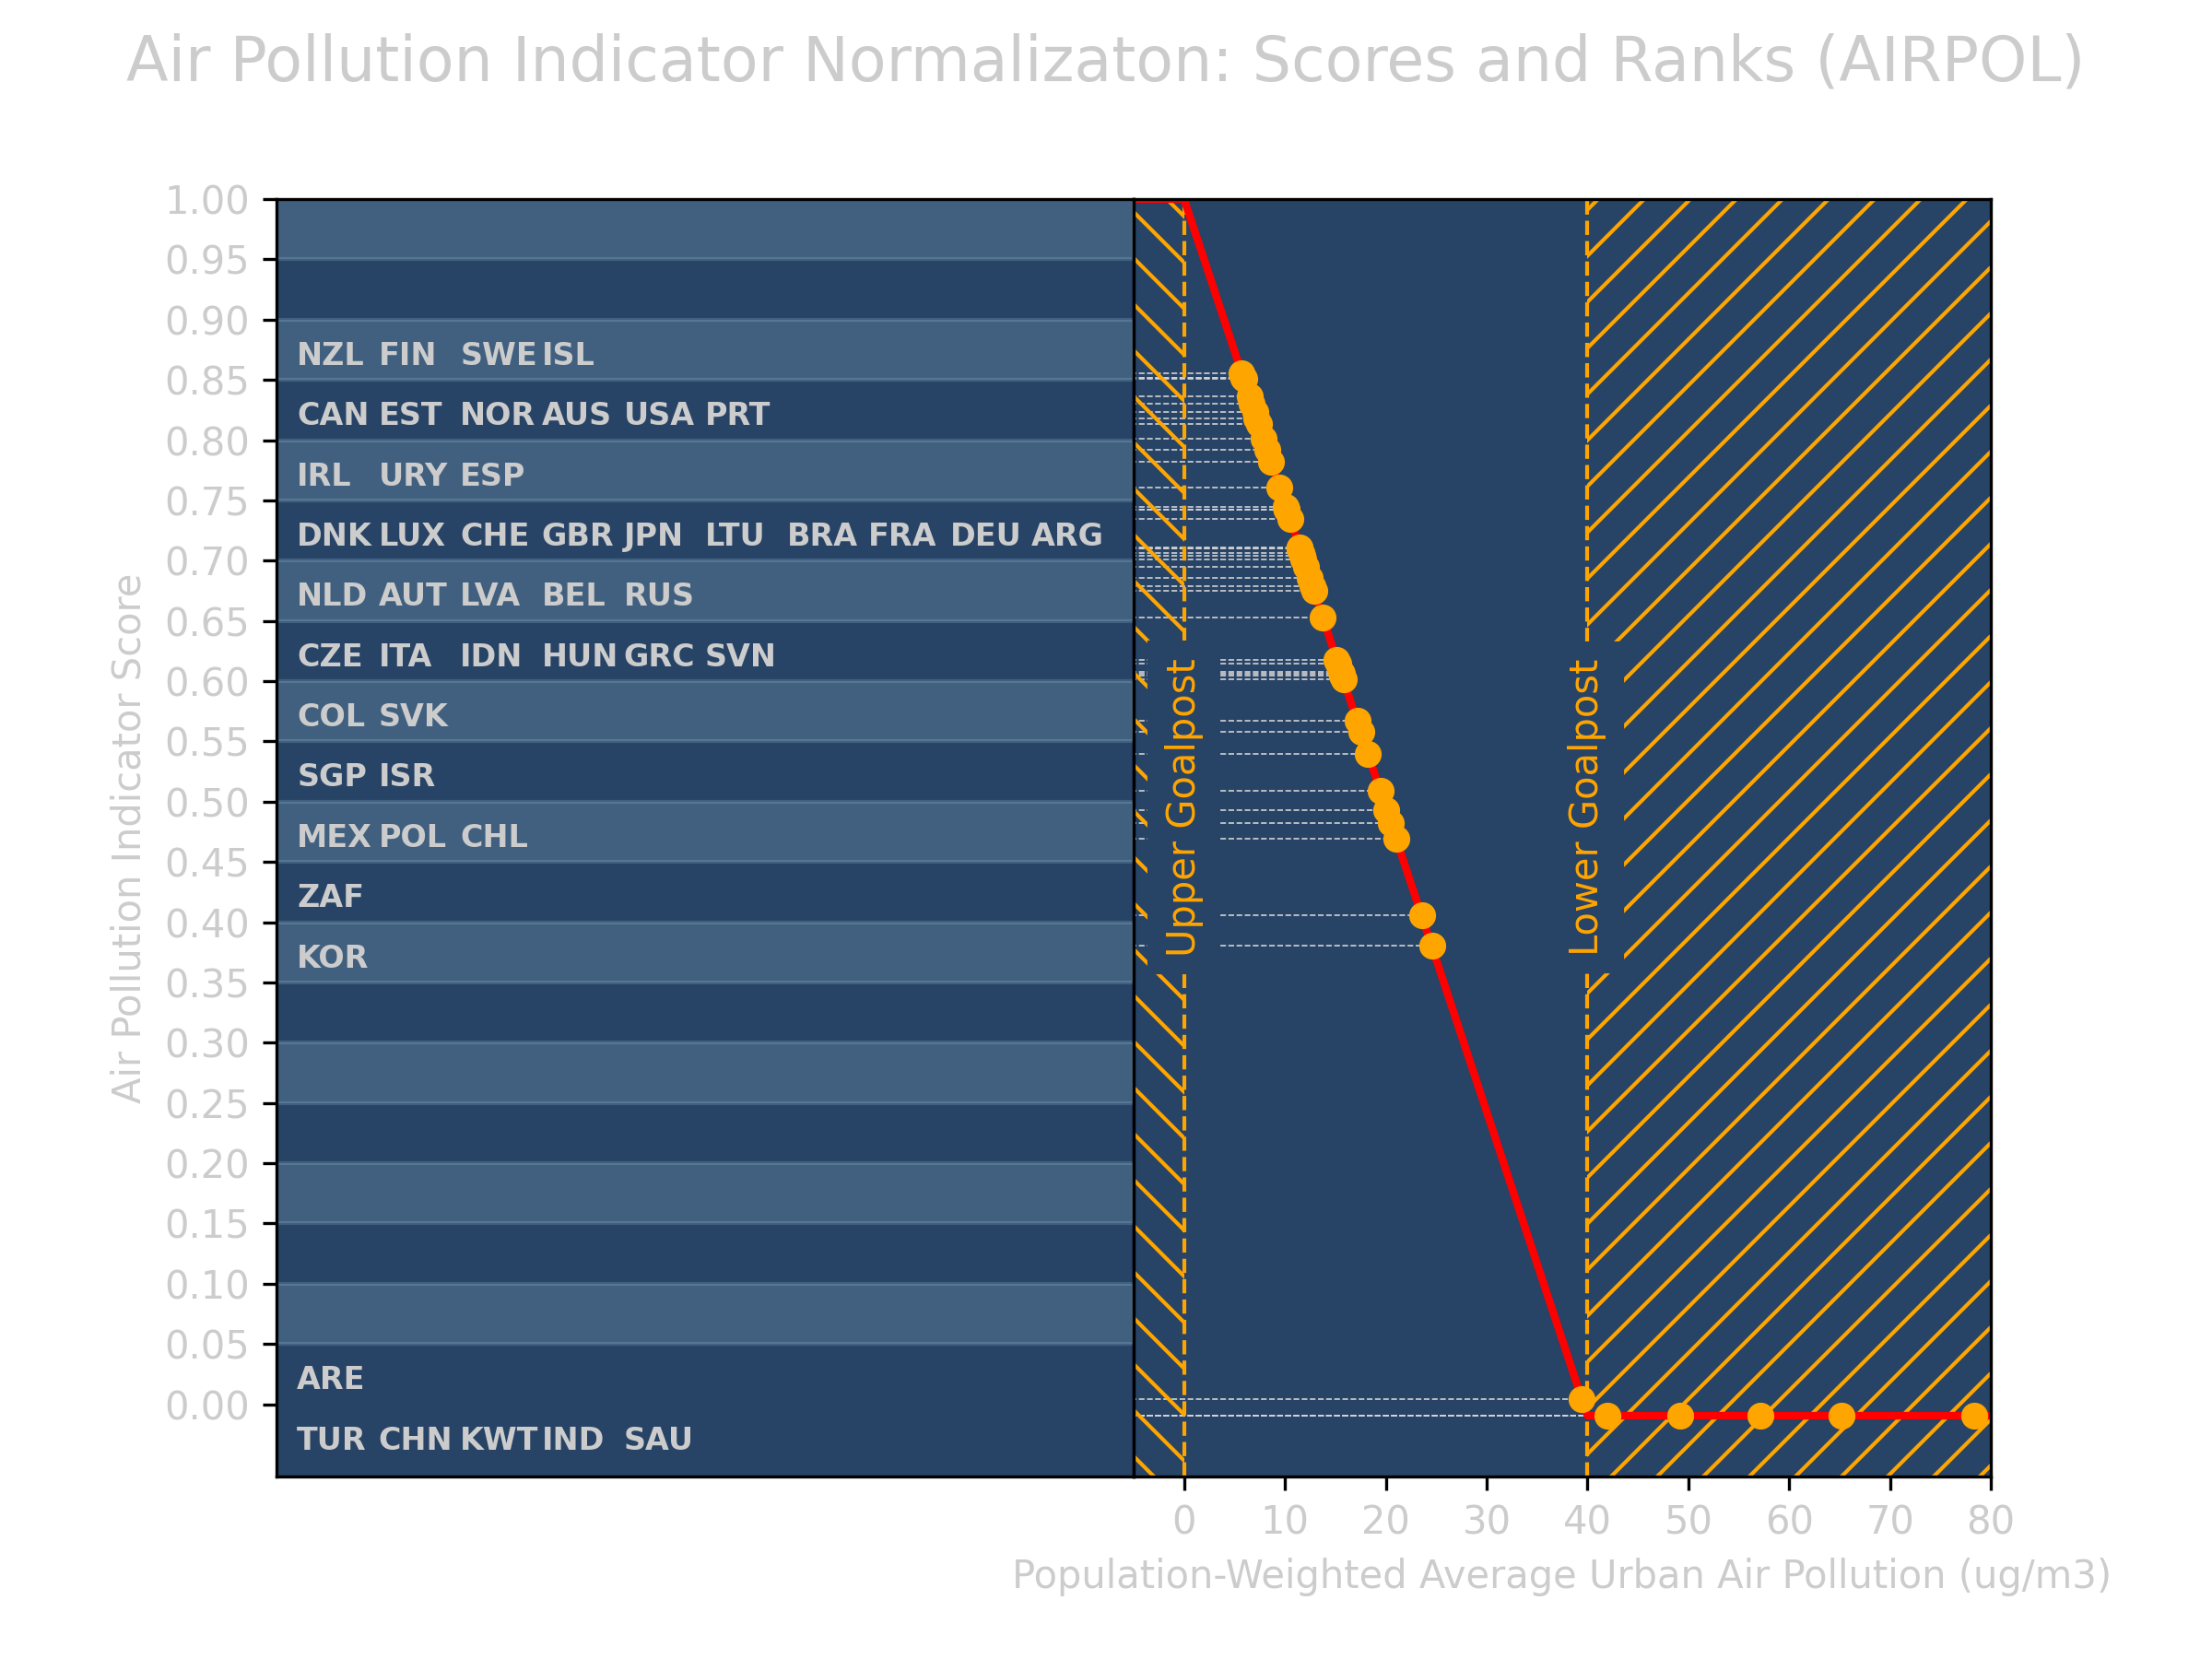 Air Pollution Indicator Normalizaton: Scores and Ranks (AIRPOL)
Air Pollution Indicator Score
1.00
0.95
0.90
NZL FIN SWE ISL
0.85
CAN EST NOR AUS USA PRT
0.80
IRL URY ESP
0.75
DNK LUX CHE GBR JPN LTU BRA FRA DEU ARG
0.70
NLD AUT LVA BEL RUS
0.65
CZE ITA IDN HUN GRC SVN
0.60
COL SVK
0.55
SGP ISR
0.50
MEX POL CHL
0.45
ZAF
0.40
KOR
0.35
0.30
0.25
0.20
0.15
0.10
0.05
ARE
0.00
TUR CHN KWT IND SAU
Upper Goalpost
Lower Goalpost
0 10 20 30 40 50 60 70 80
Population-Weighted Average Urban Air Pollution (ug/m3)